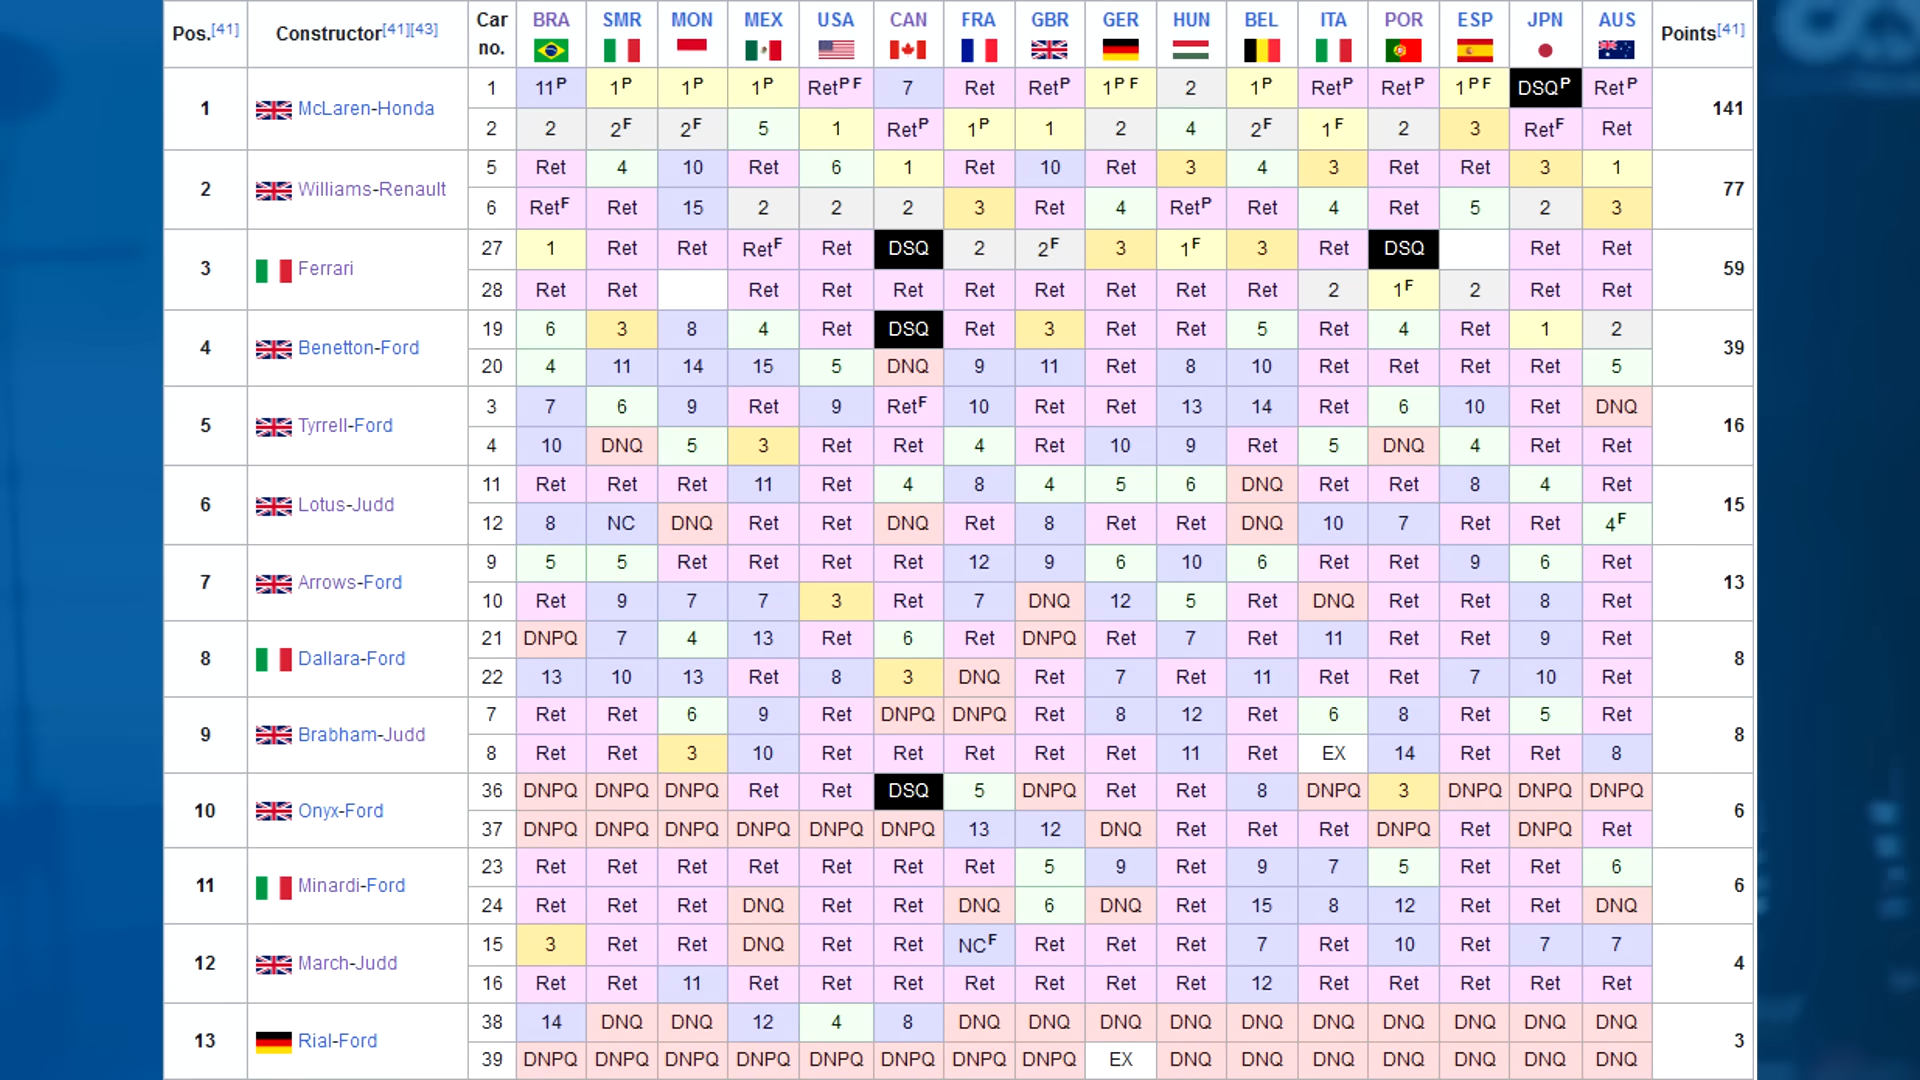 Pos.[41] Constructor[41][43] Car no. BRA SMR MON MEX USA CAN FRA GBR GER HUN BEL ITA POR ESP JPN AUS Points[41]
1 McLaren-Honda 1 11P 1P 1P 1P RetP F 7 Ret RetP 1P F 2 1P RetP RetP 1P F DSQP RetP 141
2 2 2F 2F 5 1 RetP 1P 1 2 4 2F 1F 2 3 RetF Ret
2 Williams-Renault 5 Ret 4 10 Ret 6 1 Ret 10 Ret 3 4 3 Ret Ret 3 1 77
6 RetF Ret 15 2 2 2 3 Ret 4 RetP Ret 4 Ret 5 2 3
3 Ferrari 27 1 Ret Ret RetF Ret DSQ 2 2F 3 1F 3 Ret DSQ Ret Ret 59
28 Ret Ret Ret Ret Ret Ret Ret Ret Ret Ret 2 1F 2 Ret Ret
4 Benetton-Ford 19 6 3 8 4 Ret DSQ Ret 3 Ret Ret 5 Ret 4 Ret 1 2 39
20 4 11 14 15 5 DNQ 9 11 Ret 8 10 Ret Ret Ret Ret 5
5 Tyrrell-Ford 3 7 6 9 Ret 9 RetF 10 Ret Ret 13 14 Ret 6 10 Ret DNQ 16
4 10 DNQ 5 3 Ret Ret 4 Ret 10 9 Ret 5 DNQ 4 Ret Ret
6 Lotus-Judd 11 Ret Ret Ret 11 Ret 4 8 4 5 6 DNQ Ret Ret 8 4 Ret 15
12 8 NC DNQ Ret Ret DNQ Ret 8 Ret Ret DNQ 10 7 Ret Ret 4F
7 Arrows-Ford 9 5 5 Ret Ret Ret Ret 12 9 6 10 6 Ret Ret 9 6 Ret 13
10 Ret 9 7 7 3 Ret 7 DNQ 12 5 Ret DNQ Ret Ret 8 Ret
8 Dallara-Ford 21 DNPQ 7 4 13 Ret 6 Ret DNPQ Ret 7 Ret 11 Ret Ret 9 Ret 8
22 13 10 13 Ret 8 3 DNQ Ret 7 Ret 11 Ret Ret 7 10 Ret
9 Brabham-Judd 7 Ret Ret 6 9 Ret DNPQ DNPQ Ret 8 12 Ret 6 8 Ret 5 Ret 8
8 Ret Ret 3 10 Ret Ret Ret Ret Ret 11 Ret EX 14 Ret Ret 8
10 Onyx-Ford 36 DNPQ DNPQ DNPQ Ret Ret DSQ 5 DNPQ Ret Ret 8 DNPQ 3 DNPQ DNPQ DNPQ 6
37 DNPQ DNPQ DNPQ DNPQ DNPQ DNPQ 13 12 DNQ Ret Ret Ret DNPQ Ret DNPQ Ret
11 Minardi-Ford 23 Ret Ret Ret Ret Ret Ret Ret 5 9 Ret 9 7 5 Ret Ret 6 6
24 Ret Ret Ret DNQ Ret Ret DNQ 6 DNQ Ret 15 8 12 Ret Ret DNQ
12 March-Judd 15 3 Ret Ret DNQ Ret Ret NCF Ret Ret Ret 7 Ret 10 Ret 7 7 4
16 Ret Ret 11 Ret Ret Ret Ret Ret Ret Ret 12 Ret Ret Ret Ret Ret
13 Rial-Ford 38 14 DNQ DNQ 12 4 8 DNQ DNQ DNQ DNQ DNQ DNQ DNQ DNQ DNQ DNQ 3
39 DNPQ DNPQ DNPQ DNPQ DNPQ DNPQ DNPQ DNPQ EX DNQ DNQ DNQ DNQ DNQ DNQ DNQ